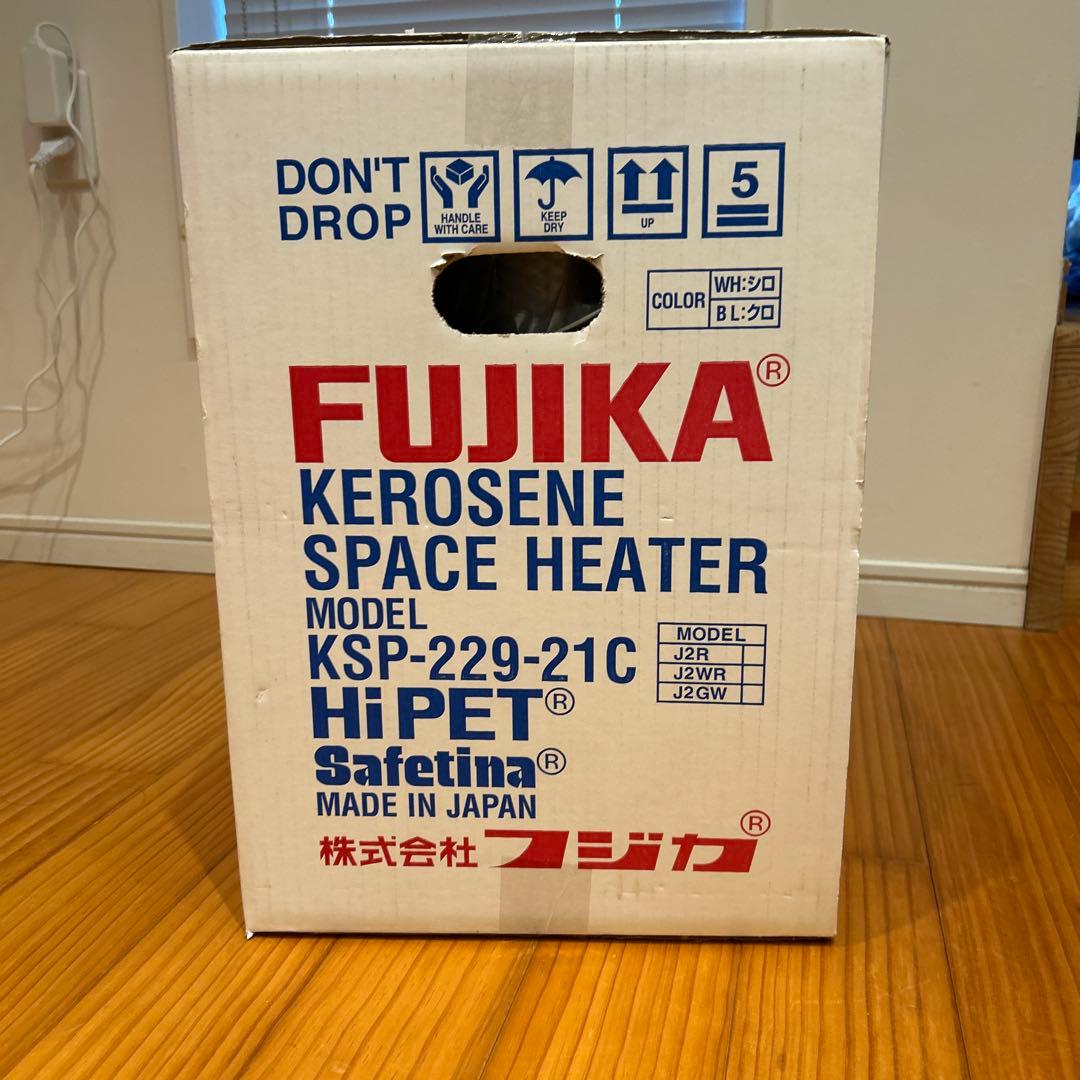 DON'T
DROP
HANDLE
WITH CARE
KEEP
DRY
UP
5
COLOR
WH:シロ
BL:クロ
FUJIKA®
KEROSENE
SPACE HEATER
MODEL
KSP-229-21C
MODEL
J2R
J2WR
J2GW
Hi PET®
Safetina®
MADE IN JAPAN
株式会社 フジカ®